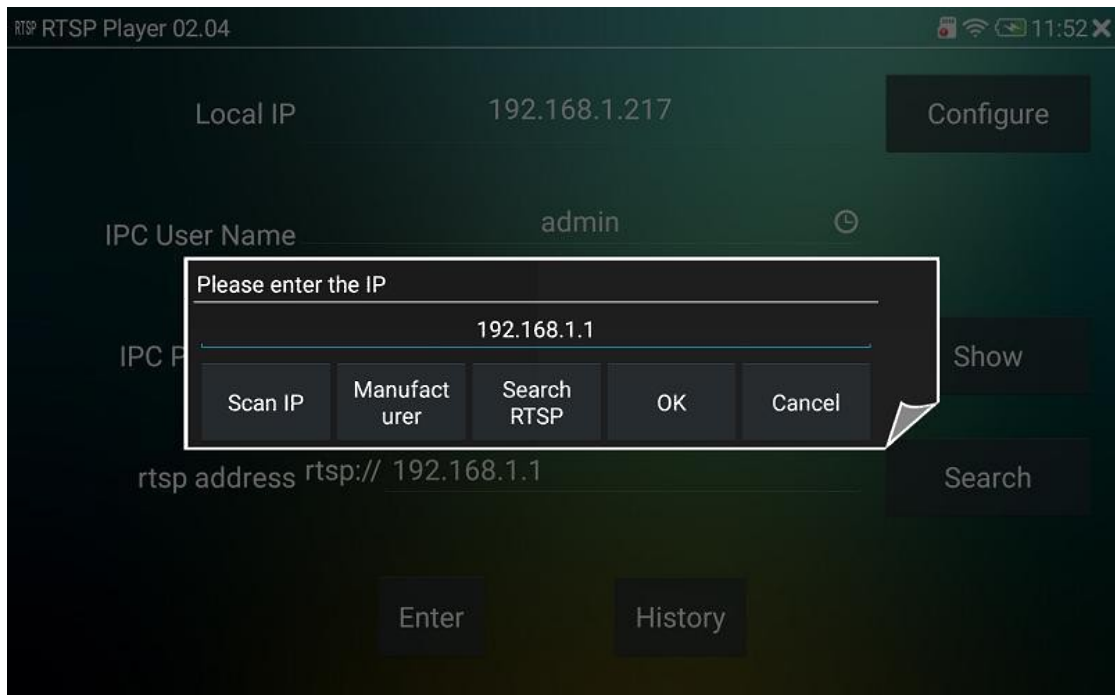 RTSP RTSP Player 02.04 11:52
Local IP 192.168.1.217 Configure
IPC User Name admin
Please enter the IP
192.168.1.1
IPC P Show
Scan IP
Manufact
urer
Search
RTSP
OK
Cancel
rtsp address rtsp:// 192.168.1.1 Search
Enter History